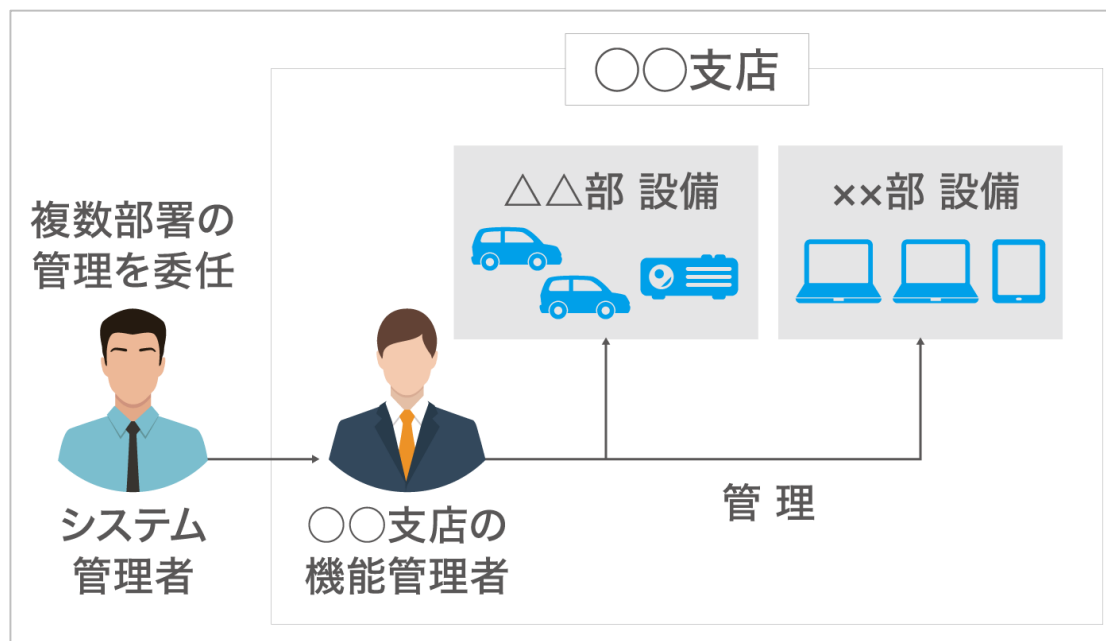 ○○支店
△△部 設備
××部 設備
複数部署の
管理を委任
システム
管理者
○○支店の
機能管理者
管 理